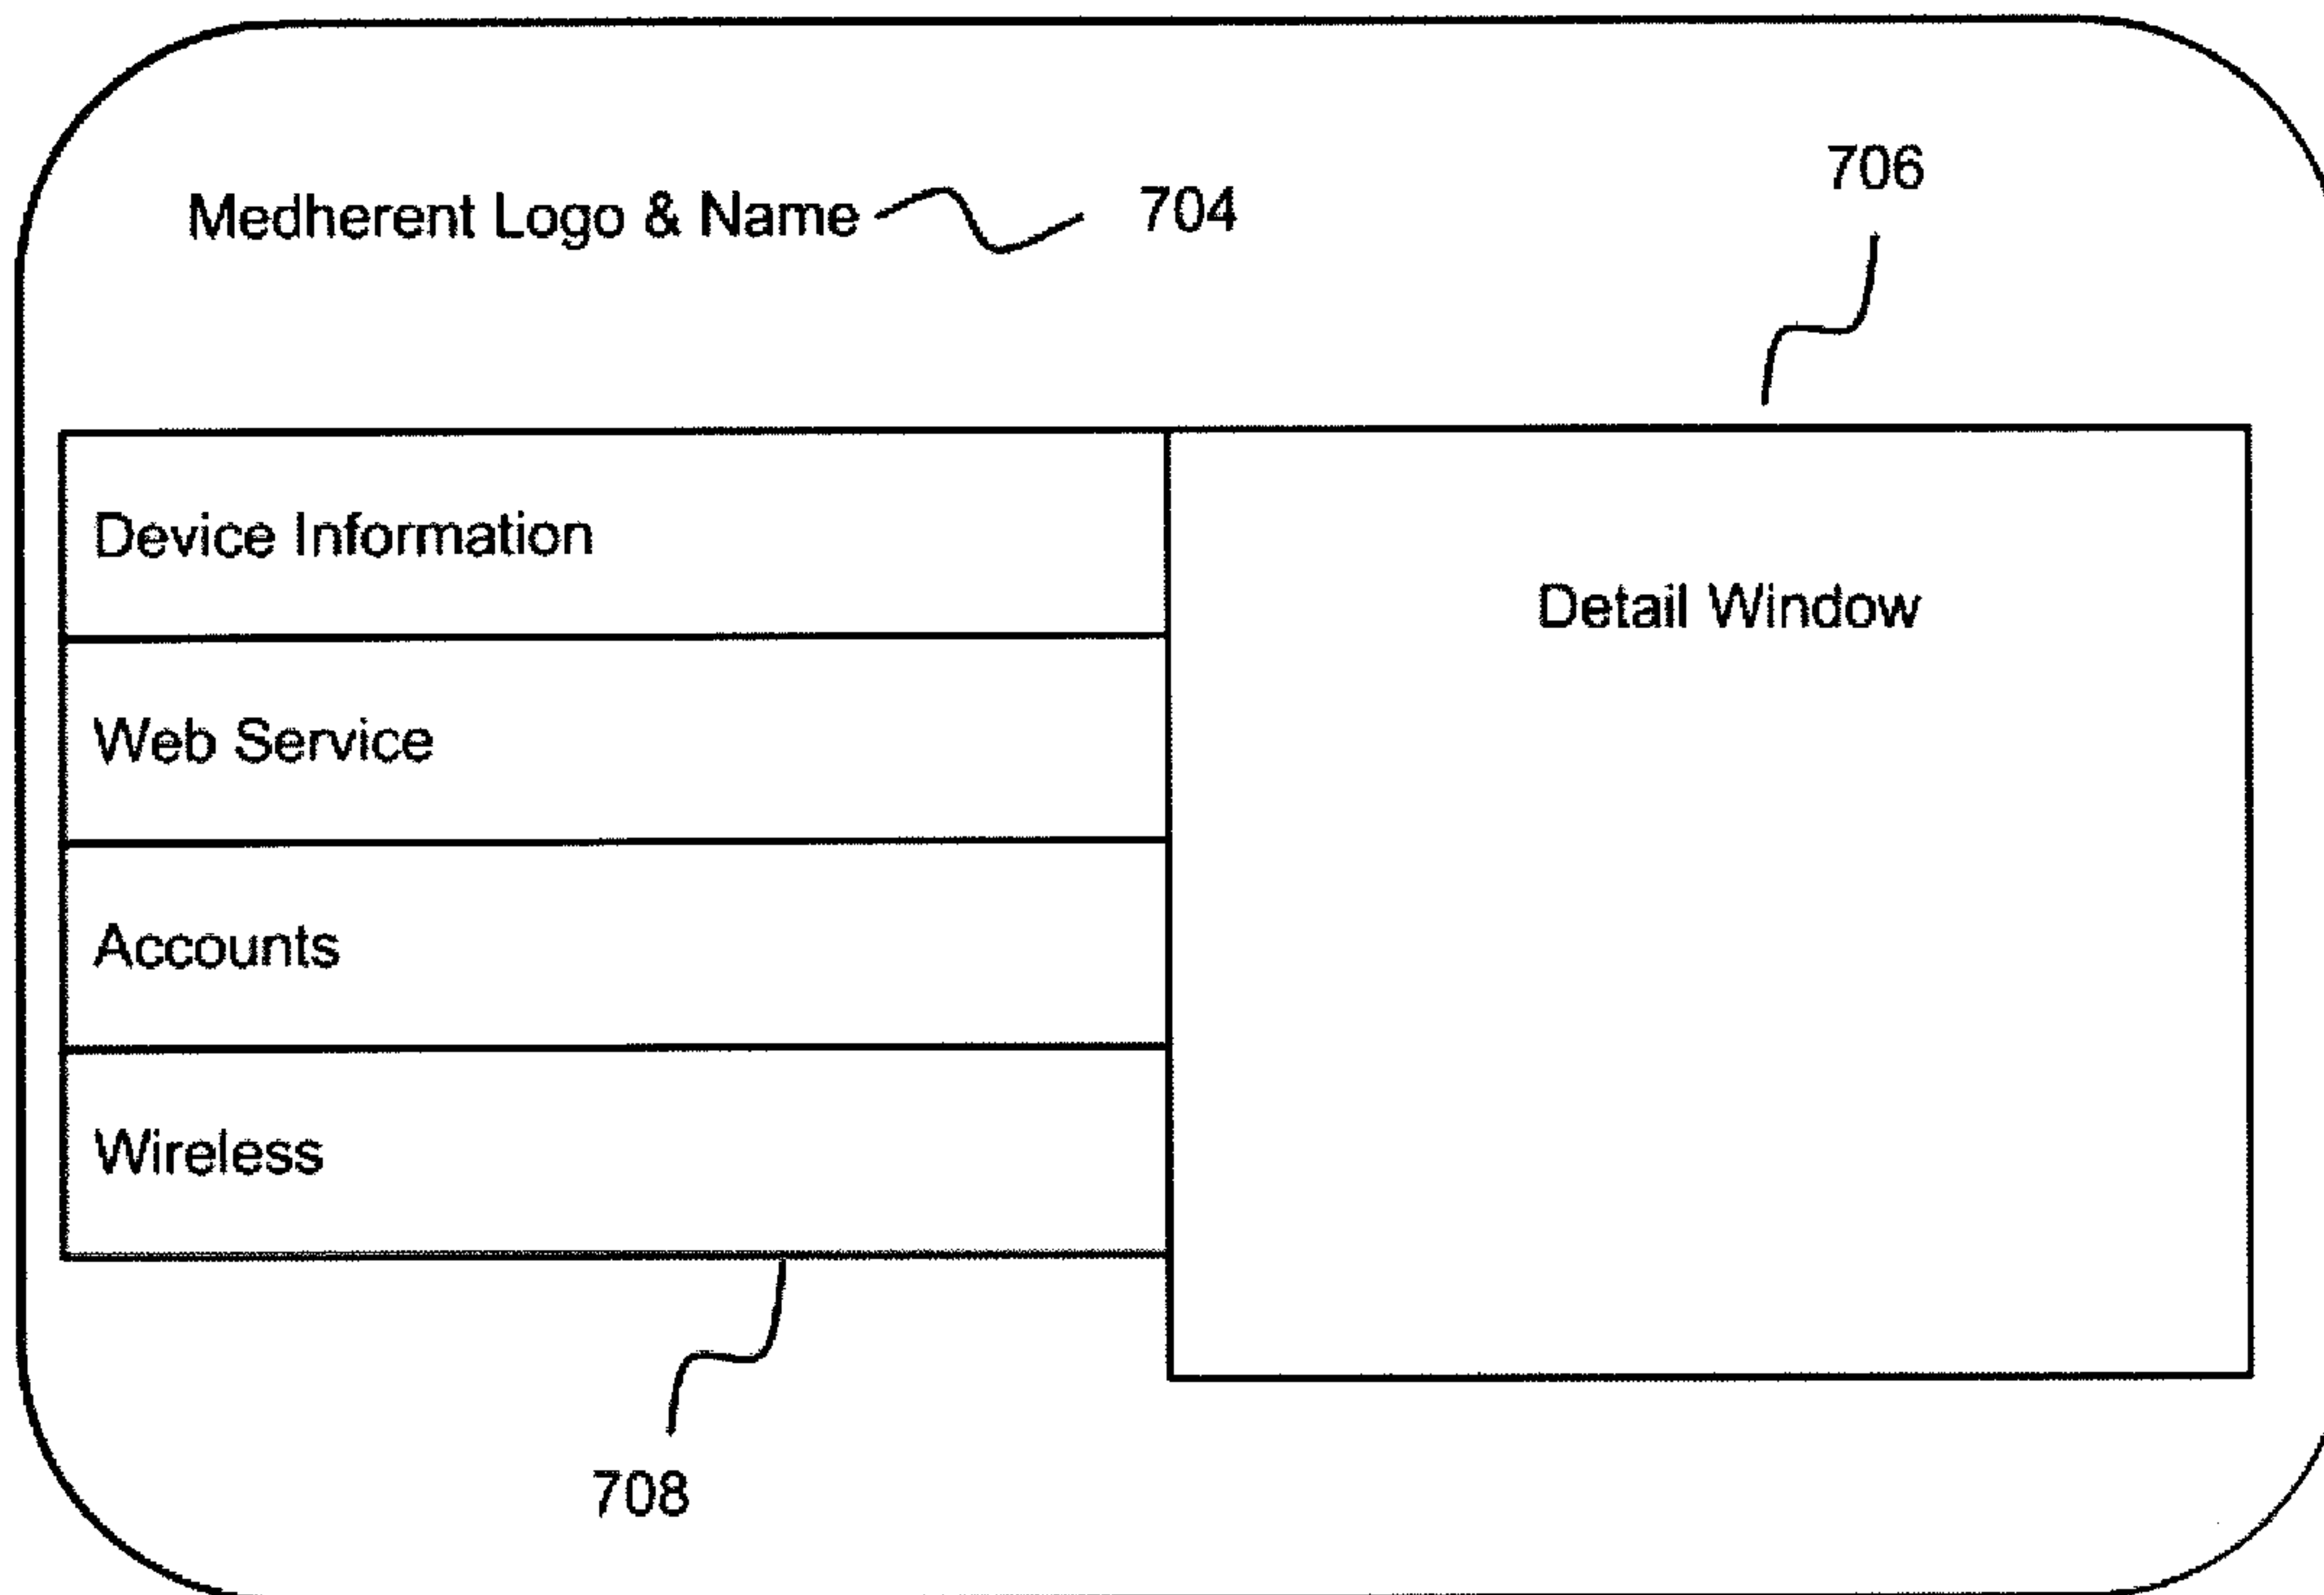 706
Medherent Logo & Name 704
Device Information
Detail Window
Web Service
Accounts
Wireless
708